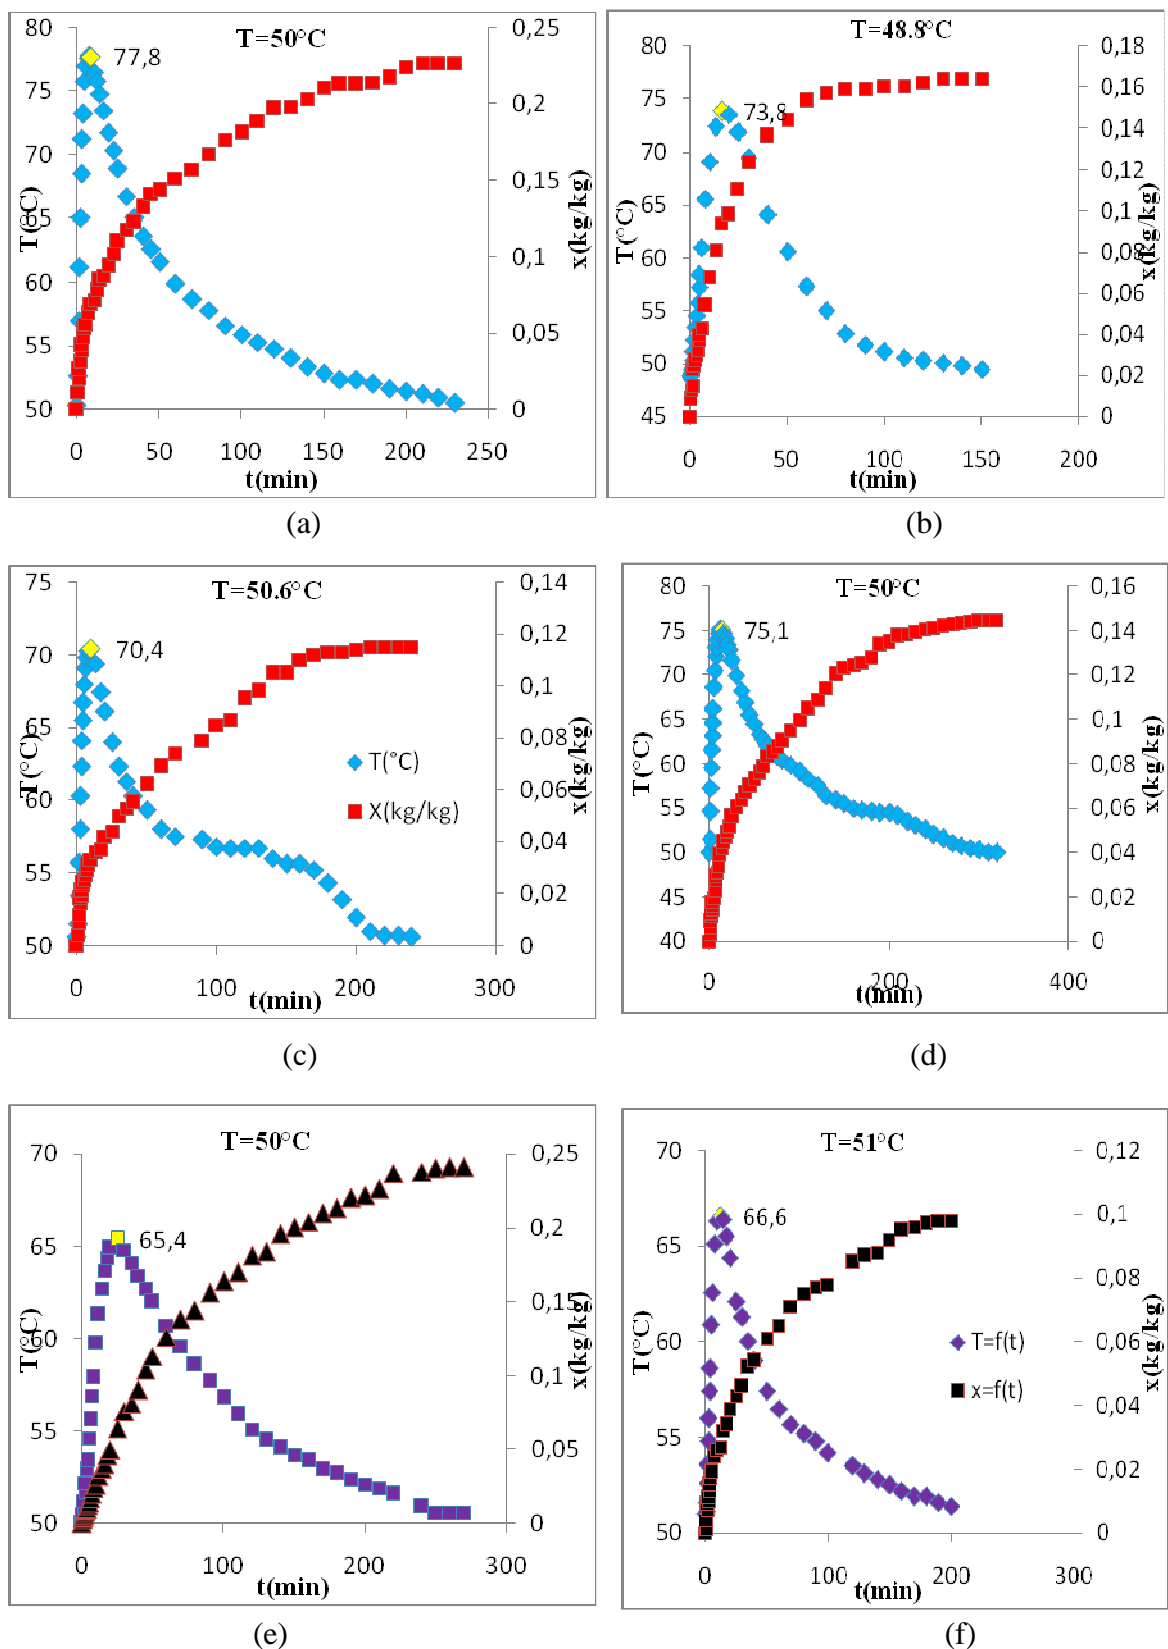 T=50°C
77,8
80
75
70
65
60
55
50
T(°C)
0,25
0,2
0,15
0,1
0,05
0
x(kg/kg)
0 50 100 150 200 250
t(min)
(a)
T=48.8°C
73,8
80
75
70
65
60
55
50
45
T(°C)
0,18
0,16
0,14
0,12
0,10
0,08
0,06
0,04
0,02
0
x(kg/kg)
0 50 100 150 200
t(min)
(b)
T=50.6°C
70,4
75
70
65
60
55
50
T(°C)
0,14
0,12
0,1
0,08
0,06
0,04
0,02
0
x(kg/kg)
T(°C)
X(kg/kg)
0 100 200 300
t(min)
(c)
T=50°C
75,1
80
75
70
65
60
55
50
45
40
T(°C)
0,16
0,14
0,12
0,1
0,08
0,06
0,04
0,02
0
x(kg/kg)
0 200 400
t(min)
(d)
T=50°C
65,4
70
65
60
55
50
T(°C)
0,25
0,2
0,15
0,1
0,05
0
x(kg/kg)
0 100 200 300
t(min)
(e)
T=51°C
66,6
70
65
60
55
50
T(°C)
0,12
0,1
0,08
0,06
0,04
0,02
0
x(kg/kg)
T=f(t)
x=f(t)
0 100 200 300
t(min)
(f)